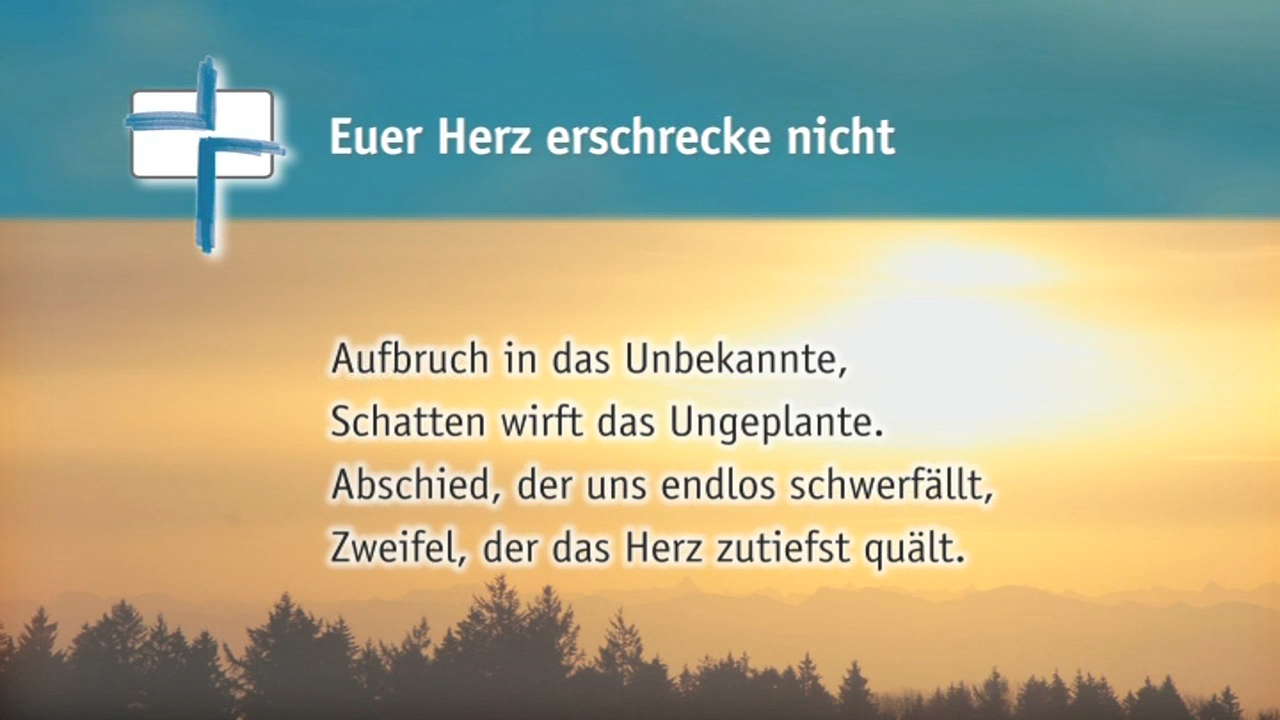 Euer Herz erschrecke nicht
Aufbruch in das Unbekannte,
Schatten wirft das Ungeplante.
Abschied, der uns endlos schwerfällt,
Zweifel, der das Herz zutiefst quält.